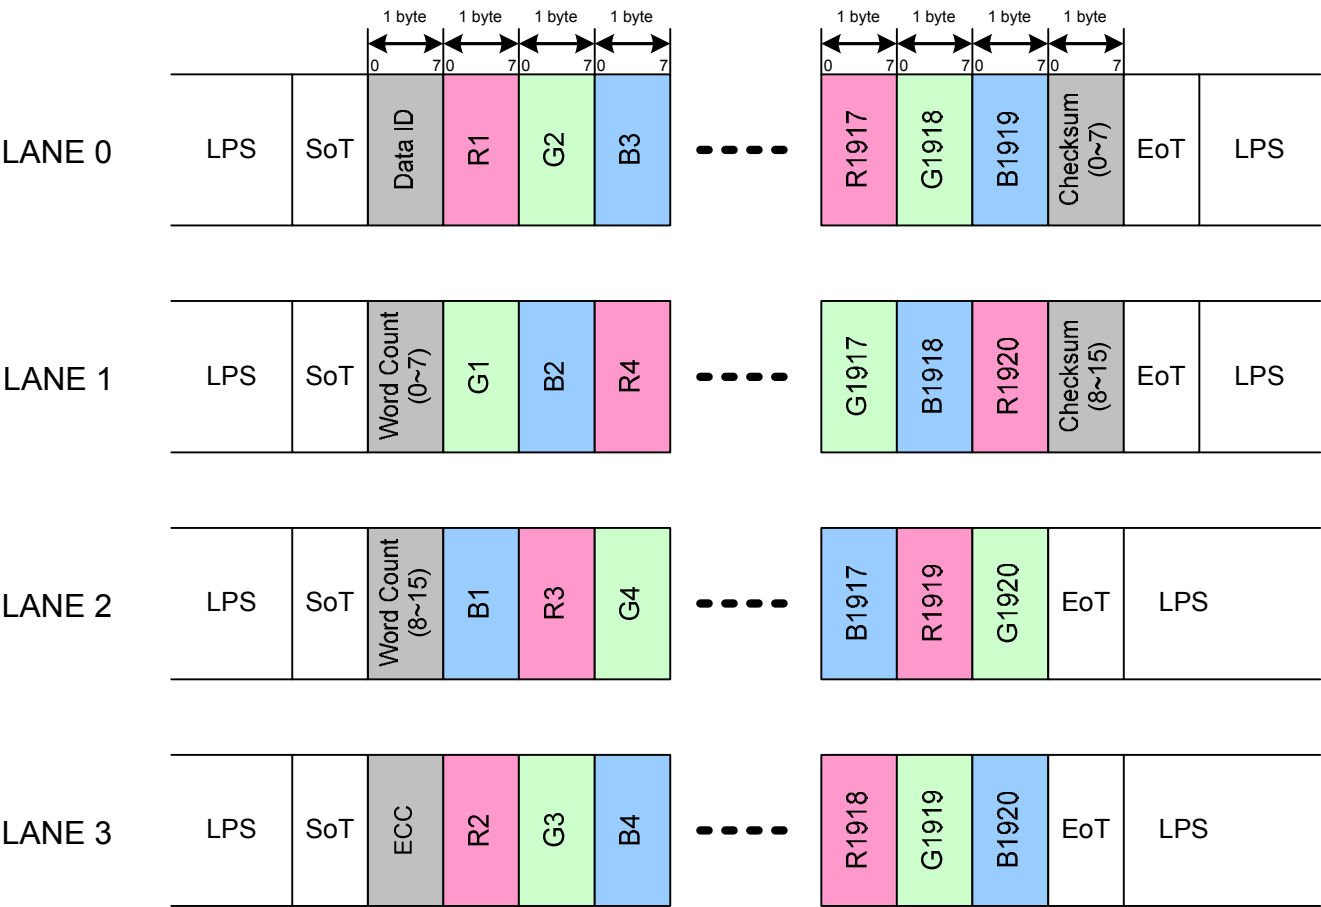 1 byte 1 byte 1 byte 1 byte 1 byte 1 byte 1 byte 1 byte
0 7 0 7 0 7 0 7 0 7 0 7 0 7 0 7
LANE 0 LPS SoT Data ID R1 G2 B3 R1917 G1918 B1919 Checksum
(0~7) EoT LPS
LANE 1 LPS SoT Word Count
(0~7) G1 B2 R4 G1917 B1918 R1920 Checksum
(8~15) EoT LPS
LANE 2 LPS SoT Word Count
(8~15) B1 R3 G4 B1917 R1919 G1920 EoT LPS
LANE 3 LPS SoT ECC R2 G3 B4 R1918 G1919 B1920 EoT LPS